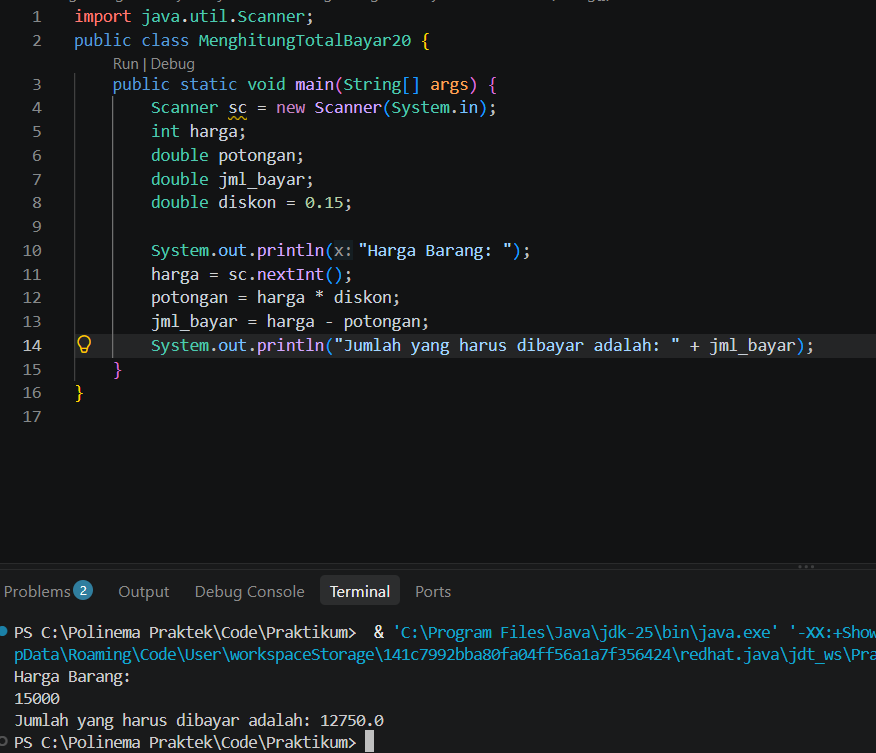 1 import java.util.Scanner;
2 public class MenghitungTotalBayar20 {
Run | Debug
3 public static void main(String[] args) {
4 Scanner sc = new Scanner(System.in);
5 int harga;
6 double potongan;
7 double jml_bayar;
8 double diskon = 0.15;
9
10 System.out.println(x: "Harga Barang: ");
11 harga = sc.nextInt();
12 potongan = harga * diskon;
13 jml_bayar = harga - potongan;
14 System.out.println("Jumlah yang harus dibayar adalah: " + jml_bayar);
15 }
16 }
17
Problems 2 Output Debug Console Terminal Ports
PS C:\Polinema Praktek\Code\Praktikum> & 'C:\Program Files\Java\jdk-25\bin\java.exe' '-XX:+Show
pData\Roaming\Code\User\workspaceStorage\141c7992bba80fa04ff56a1a7f356424\redhat.java\jdt_ws\Pra
Harga Barang:
15000
Jumlah yang harus dibayar adalah: 12750.0
PS C:\Polinema Praktek\Code\Praktikum>